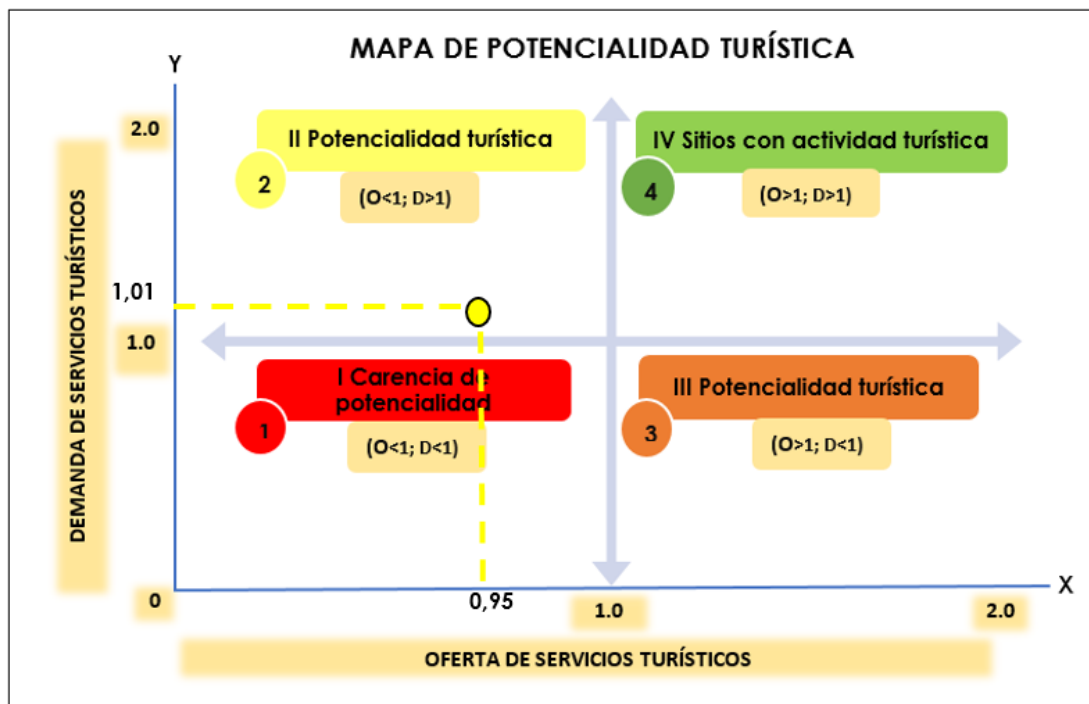 MAPA DE POTENCIALIDAD TURÍSTICA
Y
2.0
II Potencialidad turística
2
(O<1; D>1)
IV Sitios con actividad turística
4
(O>1; D>1)
DEMANDA DE SERVICIOS TURÍSTICOS
1,01
1.0
I Carencia de
potencialidad
1
(O<1; D<1)
III Potencialidad turística
3
(O>1; D<1)
0
0,95
1.0
2.0
X
OFERTA DE SERVICIOS TURÍSTICOS